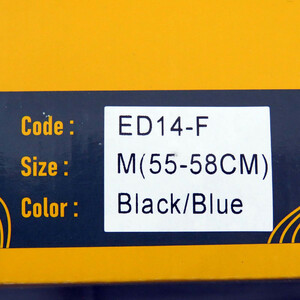 Code : ED14-F
Size : M(55-58CM)
Color : Black/Blue